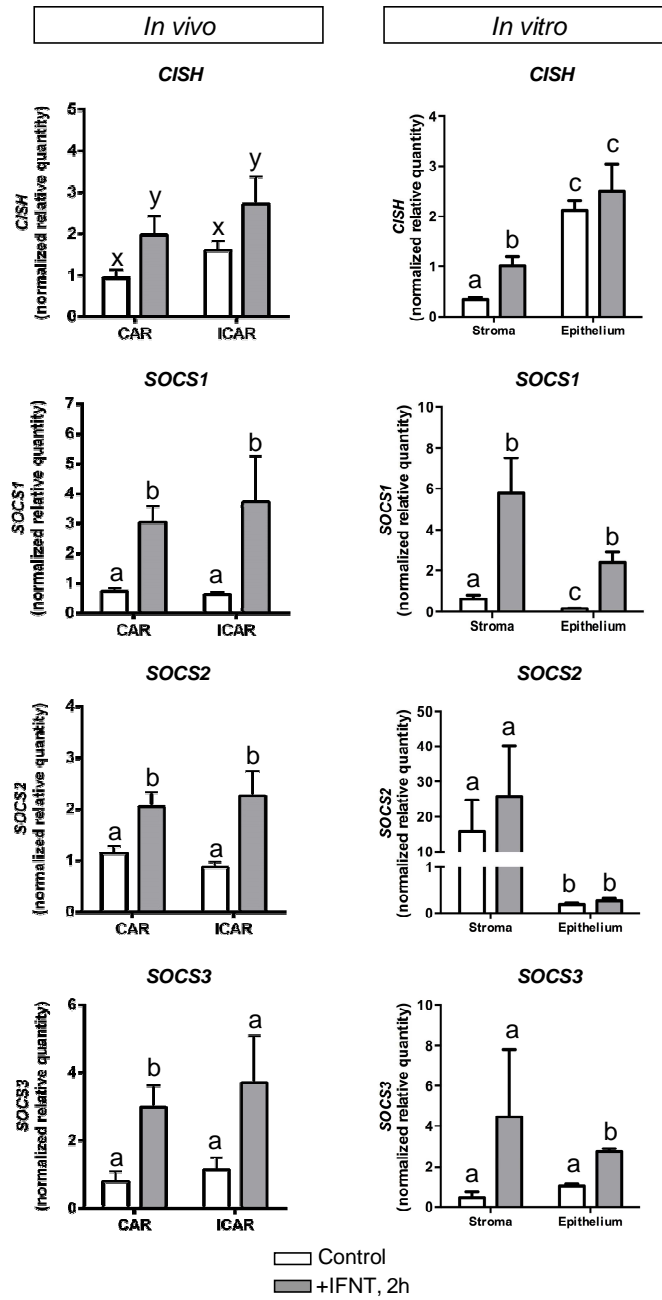 In vivo
In vitro
CISH
CISH
(normalized relative quantity)
5
4
3
2
1
0
x
y
x
y
CAR
ICAR
CISH
CISH
(normalized relative quantity)
4
3
2
1
0
a
b
c
c
Stroma
Epithelium
SOCS1
SOCS1
(normalized relative quantity)
7
6
5
4
3
2
1
0
a
b
a
b
CAR
ICAR
SOCS1
SOCS1
(normalized relative quantity)
10
8
6
4
2
0
a
b
c
b
Stroma
Epithelium
SOCS2
SOCS2
(normalized relative quantity)
4
3
2
1
0
a
b
a
b
CAR
ICAR
SOCS2
SOCS2
(normalized relative quantity)
50
40
30
20
10
1
0
a
a
b
b
Stroma
Epithelium
SOCS3
SOCS3
(normalized relative quantity)
6
4
2
0
a
b
a
a
CAR
ICAR
SOCS3
SOCS3
(normalized relative quantity)
10
8
6
4
2
0
a
a
a
b
Stroma
Epithelium
Control
+IFNT, 2h